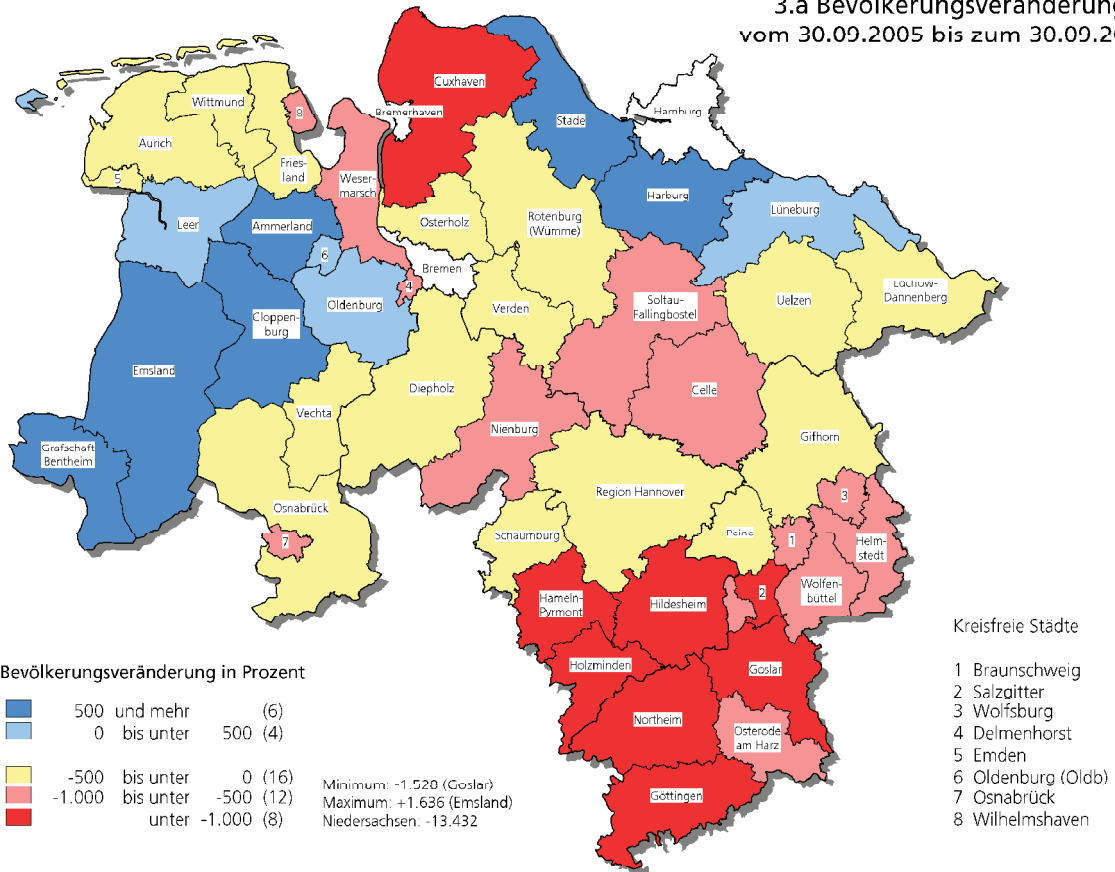 3.a Bevölkerungsveränderung
vom 30.09.2005 bis zum 30.09.20
Cuxhaven
Bremerhaven
Hamburg
Stade
Wittmund
8
Aurich
Fries-
land
5
Weser-
marsch
Harburg
Lüneburg
Leer
Ammerland
Osterholz
Rotenburg
(Wümme)
6
Bremen
4
Lüchow-
Dannenberg
Oldenburg
Verden
Soltau-
Fallingbostel
Uelzen
Cloppen-
burg
Emsland
Diepholz
Celle
Vechta
Nienburg
Gifhorn
Grafschaft
Bentheim
Region Hannover
3
Osnabrück
Schaumburg
Peine
1
Helm-
stedt
7
Hameln-
Pyrmont
Hildesheim
2
Wolfen-
büttel
Holzminden
Goslar
Northeim
Osterode
am Harz
Göttingen
Bevölkerungsveränderung in Prozent
500 und mehr (6)
0 bis unter 500 (4)
-500 bis unter 0 (16)
-1.000 bis unter -500 (12)
unter -1.000 (8)
Minimum: -1.528 (Goslar)
Maximum: +1.636 (Emsland)
Niedersachsen: -13.432
Kreisfreie Städte
1 Braunschweig
2 Salzgitter
3 Wolfsburg
4 Delmenhorst
5 Emden
6 Oldenburg (Oldb)
7 Osnabrück
8 Wilhelmshaven